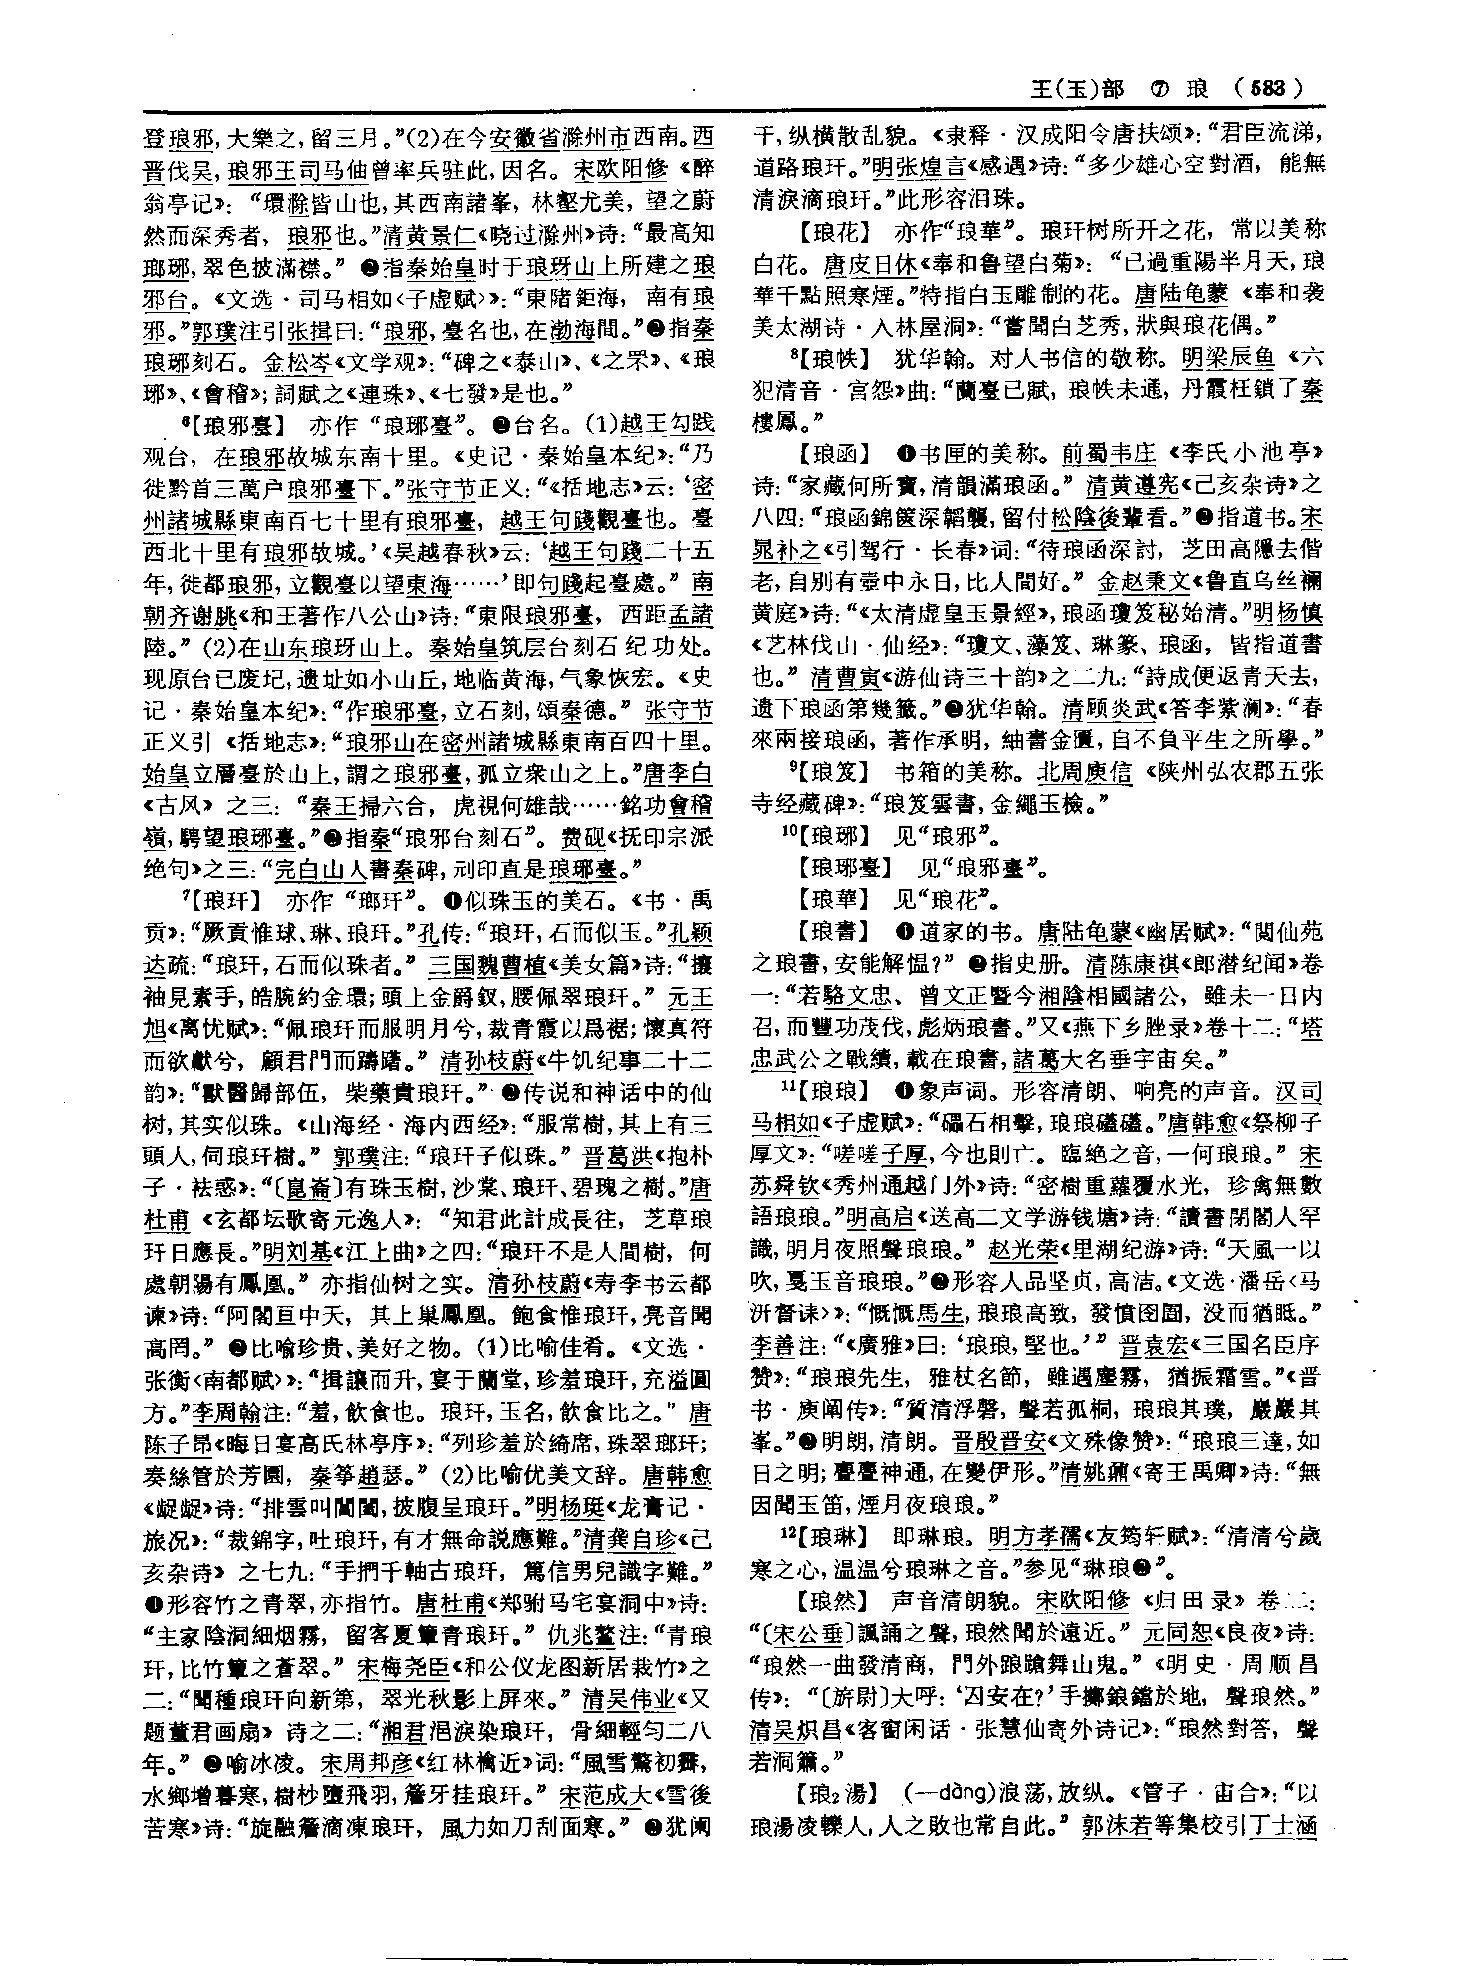 王(玉)部 ⑦ 琅 (583)
登琅邪,大樂之,留三月。”(2)在今安徽省滁州市西南。西
晋伐吴,琅邪王司马伷曾率兵驻此,因名。宋欧阳修《醉
翁亭记》:“環滁皆山也,其西南諸峯,林壑尤美,望之蔚
然而深秀者,琅邪也。”清黄景仁《晓过滁州》诗:“最高知
瑯琊,翠色披滿襟。”❷指秦始皇时于琅玡山上所建之琅
邪台。《文选·司马相如〈子虚赋〉》:“東陼鉅海,南有琅
邪。”郭璞注引张揖曰:“琅邪,臺名也,在渤海間。”❸指秦
琅琊刻石。金松岑《文学观》:“碑之《泰山》、《之罘》、《琅
琊》、《會稽》;詞賦之《連珠》、《七發》是也。”
⁶【琅邪臺】 亦作“琅琊臺”。❶台名。(1)越王勾践
观台,在琅邪故城东南十里。《史记·秦始皇本纪》:“乃
徙黔首三萬户琅邪臺下。”张守节正义:“《括地志》云:‘密
州諸城縣東南百七十里有琅邪臺,越王句踐觀臺也。臺
西北十里有琅邪故城。’《吴越春秋》云:‘越王句踐二十五
年,徙都琅邪,立觀臺以望東海……’即句踐起臺處。”南
朝齐谢朓《和王著作八公山》诗:“東限琅邪臺,西距孟諸
陸。”(2)在山东琅玡山上。秦始皇筑层台刻石纪功处。
现原台已废圮,遗址如小山丘,地临黄海,气象恢宏。《史
记·秦始皇本纪》:“作琅邪臺,立石刻,頌秦德。”张守节
正义引《括地志》:“琅邪山在密州諸城縣東南百四十里。
始皇立層臺於山上,謂之琅邪臺,孤立衆山之上。”唐李白
《古风》之三:“秦王掃六合,虎視何雄哉……銘功會稽
嶺,騁望琅琊臺。”❷指秦“琅邪台刻石”。费砚《抚印宗派
绝句》之三:“完白山人書秦碑,刓印直是琅琊臺。”
⁷【琅玕】 亦作“瑯玕”。❶似珠玉的美石。《书·禹
贡》:“厥貢惟球、琳、琅玕。”孔传:“琅玕,石而似玉。”孔颖
达疏:“琅玕,石而似珠者。”三国魏曹植《美女篇》诗:“攘
袖見素手,皓腕約金環;頭上金爵釵,腰佩翠琅玕。”元王
旭《离忧赋》:“佩琅玕而服明月兮,裁青霞以爲裾;懷真符
而欲獻兮,顧君門而躊躇。”清孙枝蔚《牛饥纪事二十二
韵》:“獸醫歸部伍,柴藥貴琅玕。”❷传说和神话中的仙
树,其实似珠。《山海经·海内西经》:“服常樹,其上有三
頭人,伺琅玕樹。”郭璞注:“琅玕子似珠。”晋葛洪《抱朴
子·袪惑》:“〔崑崙〕有珠玉樹,沙棠、琅玕、碧瑰之樹。”唐
杜甫《玄都坛歌寄元逸人》:“知君此計成長往,芝草琅
玕日應長。”明刘基《江上曲》之四:“琅玕不是人間樹,何
處朝陽有鳳凰。”亦指仙树之实。清孙枝蔚《寿李书云都
谏》诗:“阿閣亘中天,其上巢鳳凰。飽食惟琅玕,亮音聞
高罔。”❸比喻珍贵、美好之物。(1)比喻佳肴。《文选·
张衡〈南都赋〉》:“揖讓而升,宴于蘭堂,珍羞琅玕,充溢圓
方。”李周翰注:“羞,飲食也。琅玕,玉名,飲食比之。”唐
陈子昂《晦日宴高氏林亭序》:“列珍羞於綺席,珠翠瑯玕;
奏絲管於芳園,秦筝趙瑟。”(2)比喻优美文辞。唐韩愈
《龊龊》诗:“排雲叫閶闔,披腹呈琅玕。”明杨珽《龙膏记·
旅况》:“裁錦字,吐琅玕,有才無命説應難。”清龚自珍《己
亥杂诗》之七九:“手捫千軸古琅玕,篤信男兒識字難。”
❹形容竹之青翠,亦指竹。唐杜甫《郑驸马宅宴洞中》诗:
“主家陰洞細烟霧,留客夏簟青琅玕。”仇兆鳌注:“青琅
玕,比竹簟之蒼翠。”宋梅尧臣《和公仪龙图新居栽竹》之
二:“聞種琅玕向新第,翠光秋影上屏來。”清吴伟业《又
题董君画扇》诗之二:“湘君浥淚染琅玕,骨細輕匀二八
年。”❺喻冰凌。宋周邦彦《红林檎近》词:“風雪驚初霽,
水鄉增暮寒,樹杪墮飛羽,簷牙挂琅玕。”宋范成大《雪後
苦寒》诗:“旋融簷滴凍琅玕,風力如刀刮面寒。”❻犹阑
干,纵横散乱貌。《隶释·汉成阳令唐扶颂》:“君臣流涕,
道路琅玕。”明张煌言《感遇》诗:“多少雄心空對酒,能無
清淚滴琅玕。”此形容泪珠。
【琅花】 亦作“琅華”。琅玕树所开之花,常以美称
白花。唐皮日休《奉和鲁望白菊》:“已過重陽半月天,琅
華千點照寒煙。”特指白玉雕制的花。唐陆龟蒙《奉和袭
美太湖诗·入林屋洞》:“嘗聞白芝秀,狀與琅花偶。”
⁸【琅帙】 犹华翰。对人书信的敬称。明梁辰鱼《六
犯清音·宫怨》曲:“蘭臺已賦,琅帙未通,丹霞枉鎖了秦
樓鳳。”
【琅函】 ❶书匣的美称。前蜀韦庄《李氏小池亭》
诗:“家藏何所寶,清韻滿琅函。”清黄遵宪《己亥杂诗》之
八四:“琅函錦篋深韜襲,留付松陰後輩看。”❷指道书。宋
晁补之《引驾行·长春》词:“待琅函深討,芝田高隱去偕
老,自别有壺中永日,比人間好。”金赵秉文《鲁直乌丝襕
黄庭》诗:“《太清虚皇玉景經》,琅函瓊笈秘始清。”明杨慎
《艺林伐山·仙经》:“瓊文、藻笈、琳篆、琅函,皆指道書
也。”清曹寅《游仙诗三十韵》之二九:“詩成便返青天去,
遺下琅函第幾籤。”❸犹华翰。清顾炎武《答李紫澜》:“春
來兩接琅函,著作承明,紬書金匱,自不負平生之所學。”
⁹【琅笈】 书箱的美称。北周庾信《陕州弘农郡五张
寺经藏碑》:“琅笈雲書,金繩玉檢。”
¹⁰【琅琊】 见“琅邪”。
【琅琊臺】 见“琅邪臺”。
【琅華】 见“琅花”。
【琅書】 ❶道家的书。唐陆龟蒙《幽居赋》:“閲仙苑
之琅書,安能解愠?”❷指史册。清陈康祺《郎潜纪闻》卷
一:“若駱文忠、曾文正暨今湘陰相國諸公,雖未一日内
召,而豐功茂伐,彪炳琅書。”又《燕下乡脞录》卷十二:“塔
忠武公之戰績,載在琅書,諸葛大名垂宇宙矣。”
¹¹【琅琅】 ❶象声词。形容清朗、响亮的声音。汉司
马相如《子虚赋》:“礧石相擊,琅琅礚礚。”唐韩愈《祭柳子
厚文》:“嗟嗟子厚,今也則亡。臨絶之音,一何琅琅。”宋
苏舜钦《秀州通越门外》诗:“密樹重蘿覆水光,珍禽無數
語琅琅。”明高启《送高二文学游钱塘》诗:“讀書閉閣人罕
識,明月夜照聲琅琅。”赵光荣《里湖纪游》诗:“天風一以
吹,戛玉音琅琅。”❷形容人品坚贞,高洁。《文选·潘岳〈马
汧督诔〉》:“慨慨馬生,琅琅高致,發憤囹圄,没而猶眂。”
李善注:“《廣雅》曰:‘琅琅,堅也。’”晋袁宏《三国名臣序
赞》:“琅琅先生,雅杖名節,雖遇塵霧,猶振霜雪。”《晋
书·庾阐传》:“質清浮磬,聲若孤桐,琅琅其璞,巖巖其
峯。”❸明朗,清朗。晋殷晋安《文殊像赞》:“琅琅三達,如
日之明;亹亹神通,在變伊形。”清姚鼐《寄王禹卿》诗:“無
因聞玉笛,煙月夜琅琅。”
¹²【琅琳】 即琳琅。明方孝孺《友筠轩赋》:“清清兮歲
寒之心,温温兮琅琳之音。”参见“琳琅❷”。
【琅然】 声音清朗貌。宋欧阳修《归田录》卷二:
“〔宋公垂〕諷誦之聲,琅然聞於遠近。”元同恕《良夜》诗:
“琅然一曲發清商,門外踉蹌舞山鬼。”《明史·周顺昌
传》:“〔旂尉〕大呼:‘囚安在?’手擲鋃鐺於地,聲琅然。”
清吴炽昌《客窗闲话·张慧仙寄外诗记》:“琅然對答,聲
若洞簫。”
【琅₂湯】 (—dàng)浪荡,放纵。《管子·宙合》:“以
琅湯凌轢人,人之敗也常自此。”郭沫若等集校引丁士涵